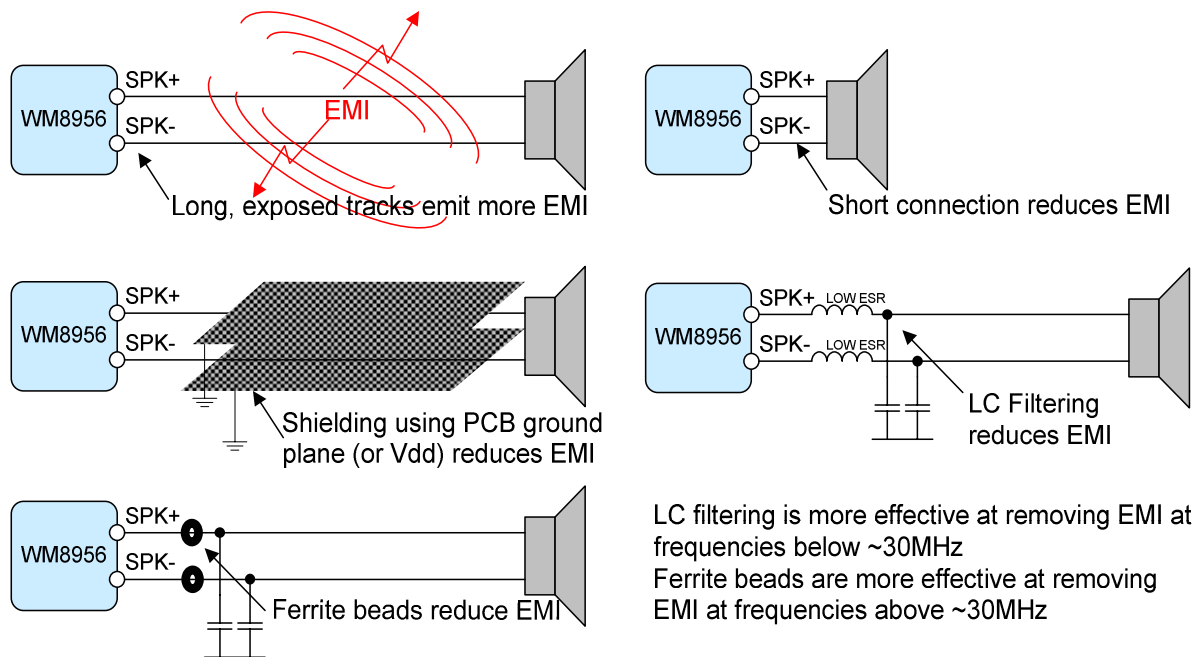 SPK+
WM8956
SPK-
EMI
Long, exposed tracks emit more EMI
SPK+
WM8956
SPK-
Short connection reduces EMI
SPK+
WM8956
SPK-
Shielding using PCB ground
plane (or Vdd) reduces EMI
SPK+
LOW ESR
WM8956
SPK-
LOW ESR
LC Filtering
reduces EMI
SPK+
WM8956
SPK-
Ferrite beads reduce EMI
LC filtering is more effective at removing EMI at
frequencies below ~30MHz
Ferrite beads are more effective at removing
EMI at frequencies above ~30MHz